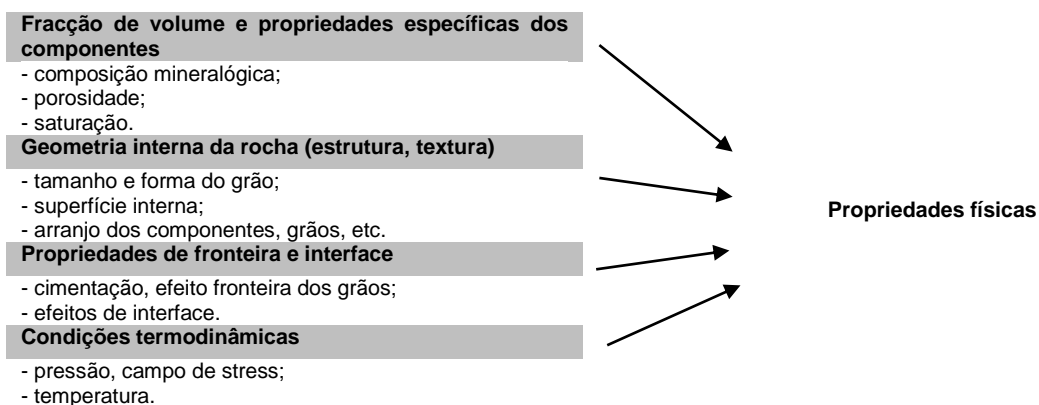 Fracção de volume e propriedades específicas dos
componentes
- composição mineralógica;
- porosidade;
- saturação.
Geometria interna da rocha (estrutura, textura)
- tamanho e forma do grão;
- superfície interna;
- arranjo dos componentes, grãos, etc.
Propriedades de fronteira e interface
- cimentação, efeito fronteira dos grãos;
- efeitos de interface.
Condições termodinâmicas
- pressão, campo de stress;
- temperatura.
Propriedades físicas